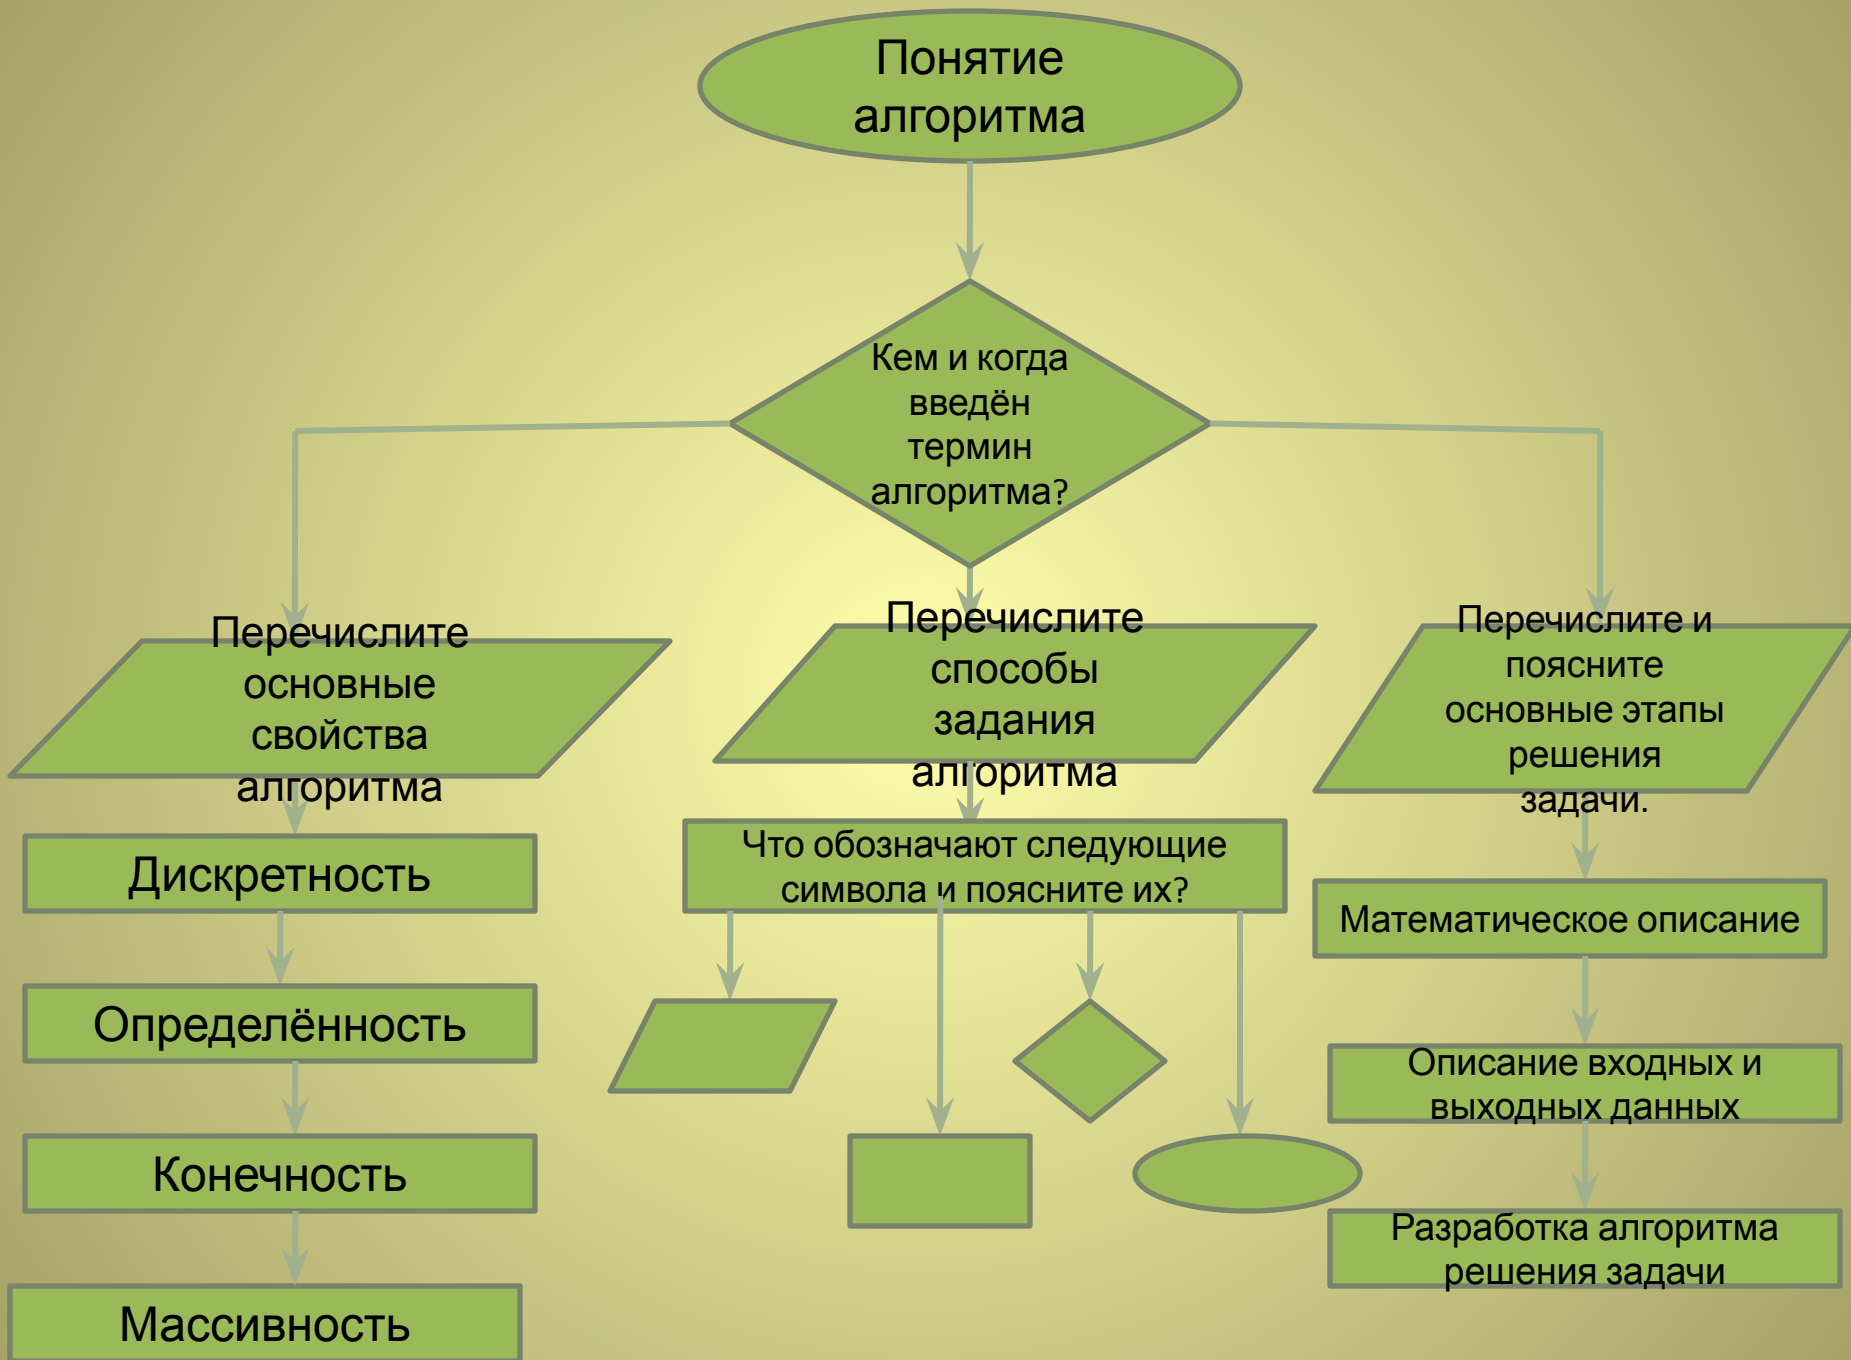 Понятие
алгоритма
Кем и когда
введён
термин
алгоритма?
Перечислите
основные
свойства
алгоритма
Дискретность
Определённость
Конечность
Массивность
Перечислите
способы
задания
алгоритма
Что обозначают следующие
символа и поясните их?
Перечислите и
поясните
основные этапы
решения
задачи.
Математическое описание
Описание входных и
выходных данных
Разработка алгоритма
решения задачи